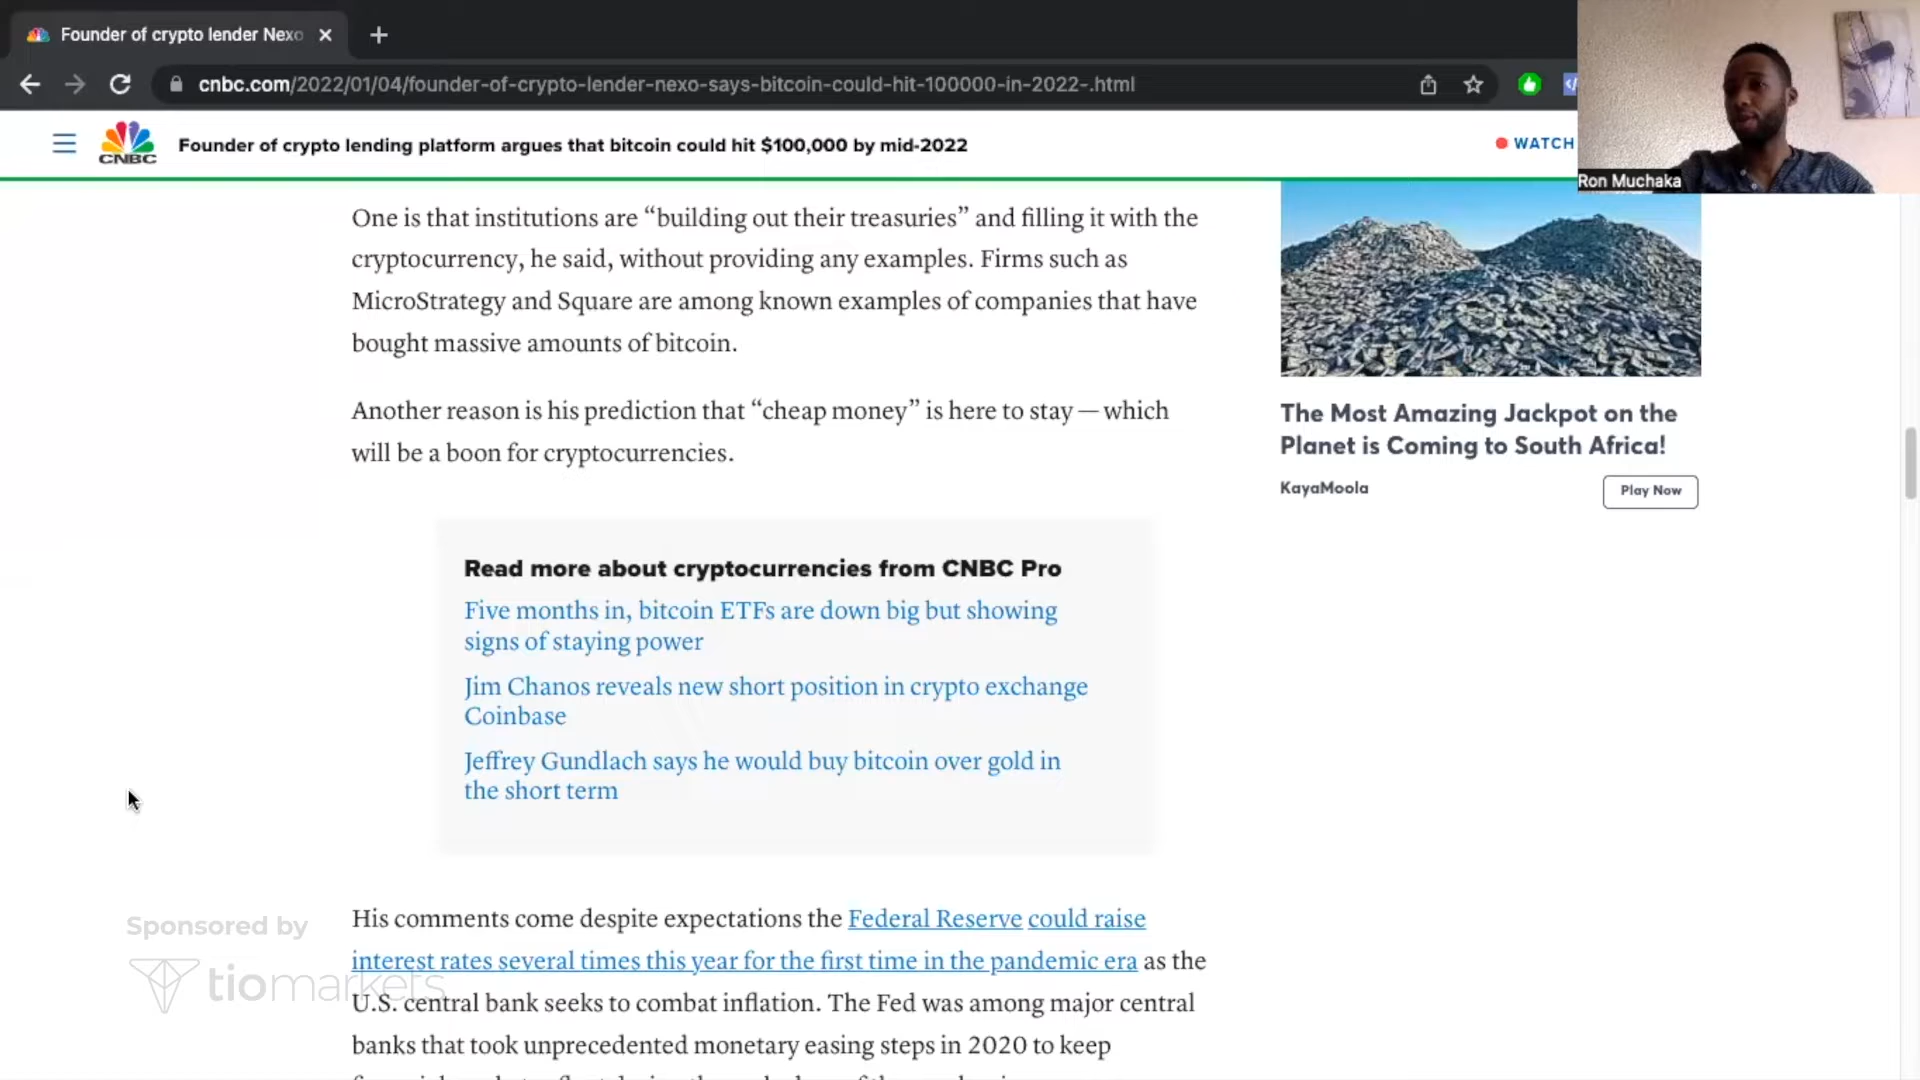 Founder of crypto lender Nexo
cnbc.com/2022/01/04/founder-of-crypto-lender-nexo-says-bitcoin-could-hit-100000-in-2022-.html
CNBC
Founder of crypto lending platform argues that bitcoin could hit $100,000 by mid-2022
WATCH
Ron Muchaka
One is that institutions are “building out their treasuries” and filling it with the
cryptocurrency, he said, without providing any examples. Firms such as
MicroStrategy and Square are among known examples of companies that have
bought massive amounts of bitcoin.
Another reason is his prediction that “cheap money” is here to stay — which
will be a boon for cryptocurrencies.
The Most Amazing Jackpot on the
Planet is Coming to South Africa!
KayaMoola
Play Now
Read more about cryptocurrencies from CNBC Pro
Five months in, bitcoin ETFs are down big but showing
signs of staying power
Jim Chanos reveals new short position in crypto exchange
Coinbase
Jeffrey Gundlach says he would buy bitcoin over gold in
the short term
His comments come despite expectations the Federal Reserve could raise
interest rates several times this year for the first time in the pandemic era as the
U.S. central bank seeks to combat inflation. The Fed was among major central
banks that took unprecedented monetary easing steps in 2020 to keep
Sponsored by
tiomarkets